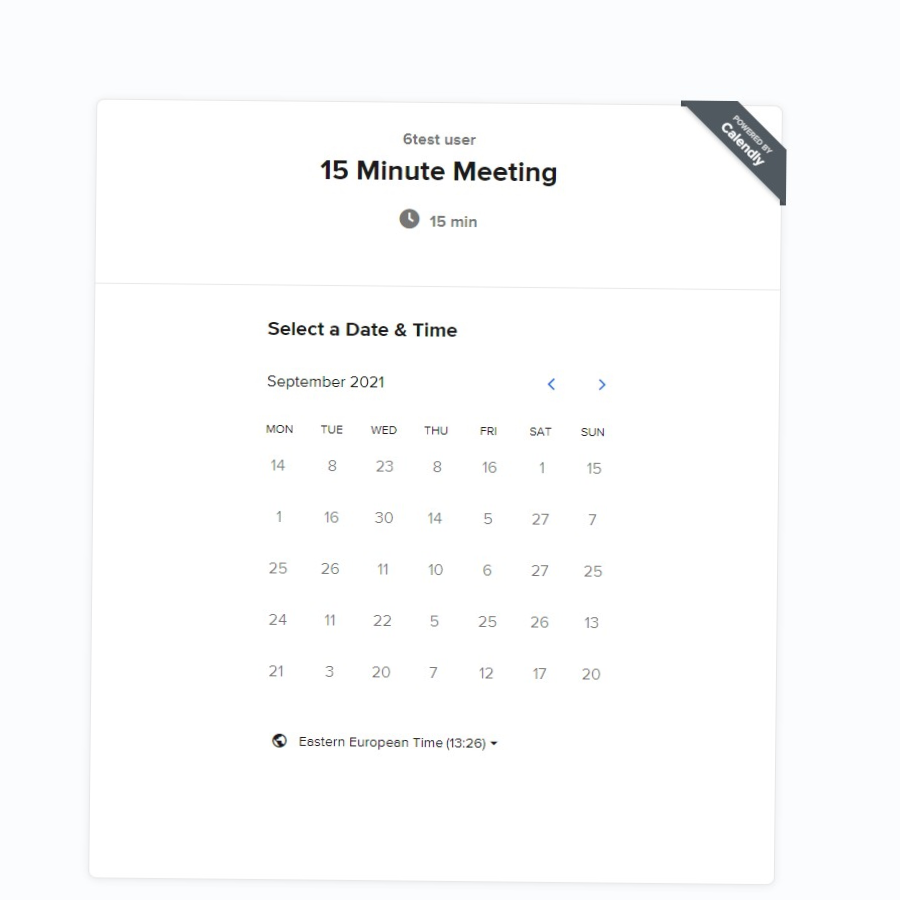 POWERED BY
Calendly
6test user
15 Minute Meeting
15 min
Select a Date & Time
September 2021
MON TUE WED THU FRI SAT SUN
14 8 23 8 16 1 15
1 16 30 14 5 27 7
25 26 11 10 6 27 25
24 11 22 5 25 26 13
21 3 20 7 12 17 20
Eastern European Time (13:26)